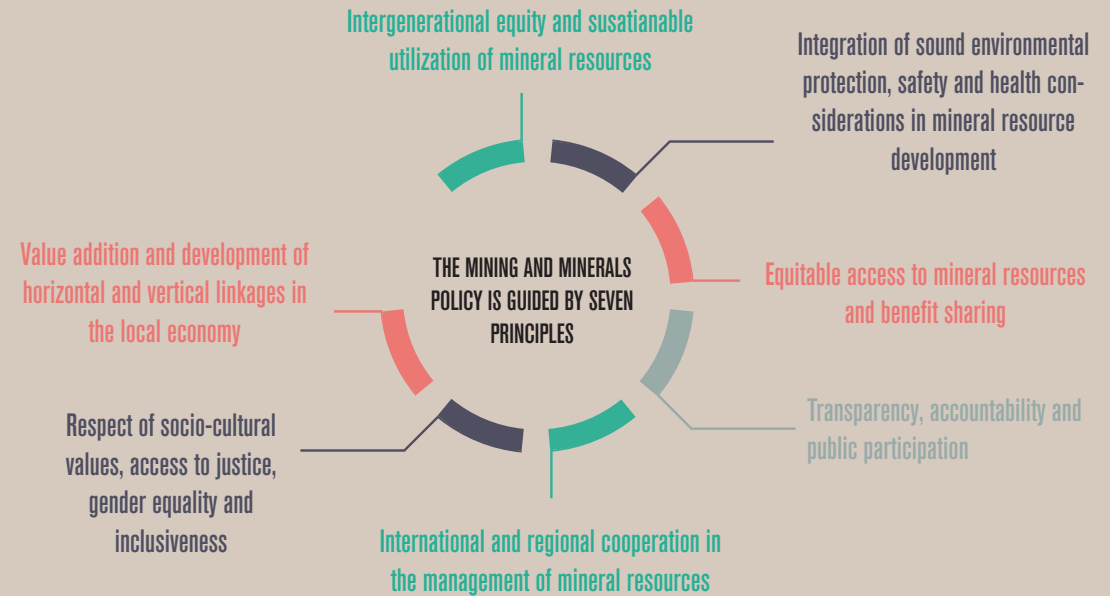 Intergenerational equity and susatianable
utilization of mineral resources
Integration of sound environmental
protection, safety and health con-
siderations in mineral resource
development
Value addition and development of
horizontal and vertical linkages in
the local economy
THE MINING AND MINERALS
POLICY IS GUIDED BY SEVEN
PRINCIPLES
Equitable access to mineral resources
and benefit sharing
Respect of socio-cultural
values, access to justice,
gender equality and
inclusiveness
Transparency, accountability and
public participation
International and regional cooperation in
the management of mineral resources